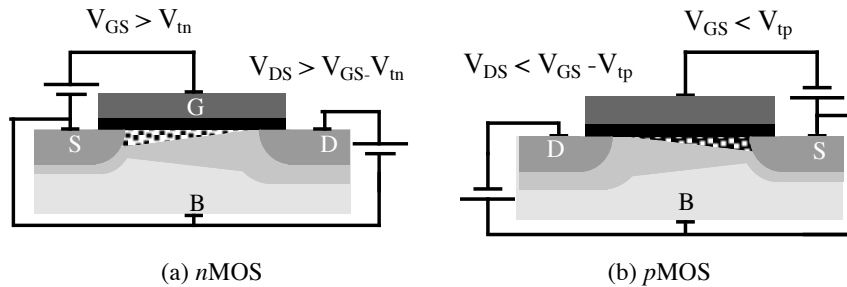 V_GS > V_tn
V_DS > V_GS- V_tn
G
S
D
B
(a) nMOS
V_GS < V_tp
V_DS < V_GS -V_tp
D
S
B
(b) pMOS